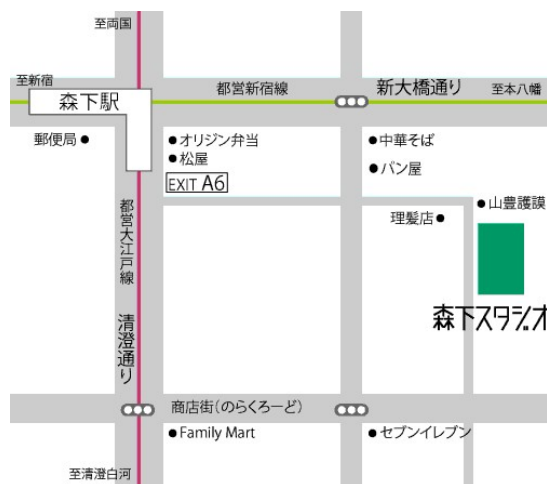 至両国
至新宿
都営新宿線
新大橋通り
至本八幡
森下駅
郵便局
オリジン弁当
松屋
EXIT A6
中華そば
パン屋
山豊護謨
理髪店
都営大江戸線
森下スタジオ
清澄通り
商店街(のらくろーど)
Family Mart
セブンイレブン
至清澄白河